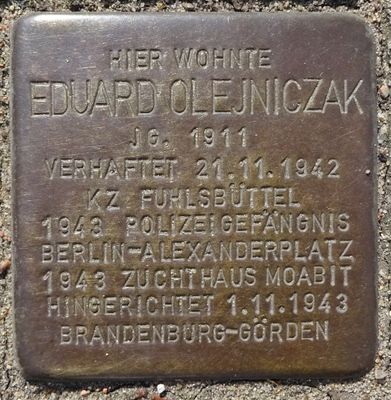 HIER WOHNTE
EDUARD OLEJNICZAK
JG. 1911
VERHAFTET 21.11.1942
KZ FUHLSBÜTTEL
1943 POLIZEIGEFÄNGNIS
BERLIN-ALEXANDERPLATZ
1943 ZUCHTHAUS MOABIT
HINGERICHTET 1.11.1943
BRANDENBURG-GÖRDEN